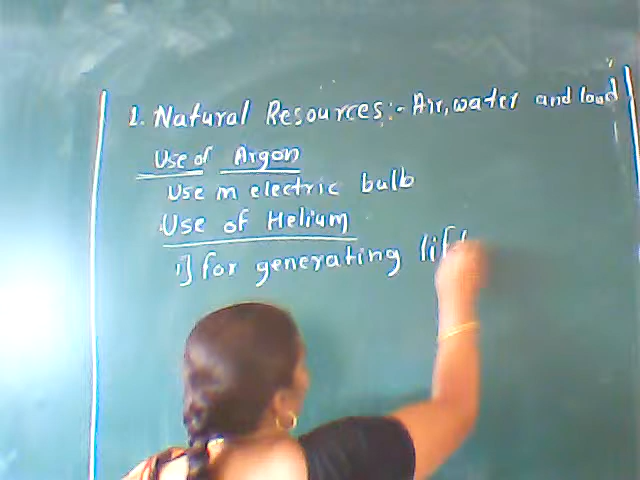 1. Natural Resources:- Air, water and land
Use of Argon
Use in electric bulb
Use of Helium
1] for generating lift